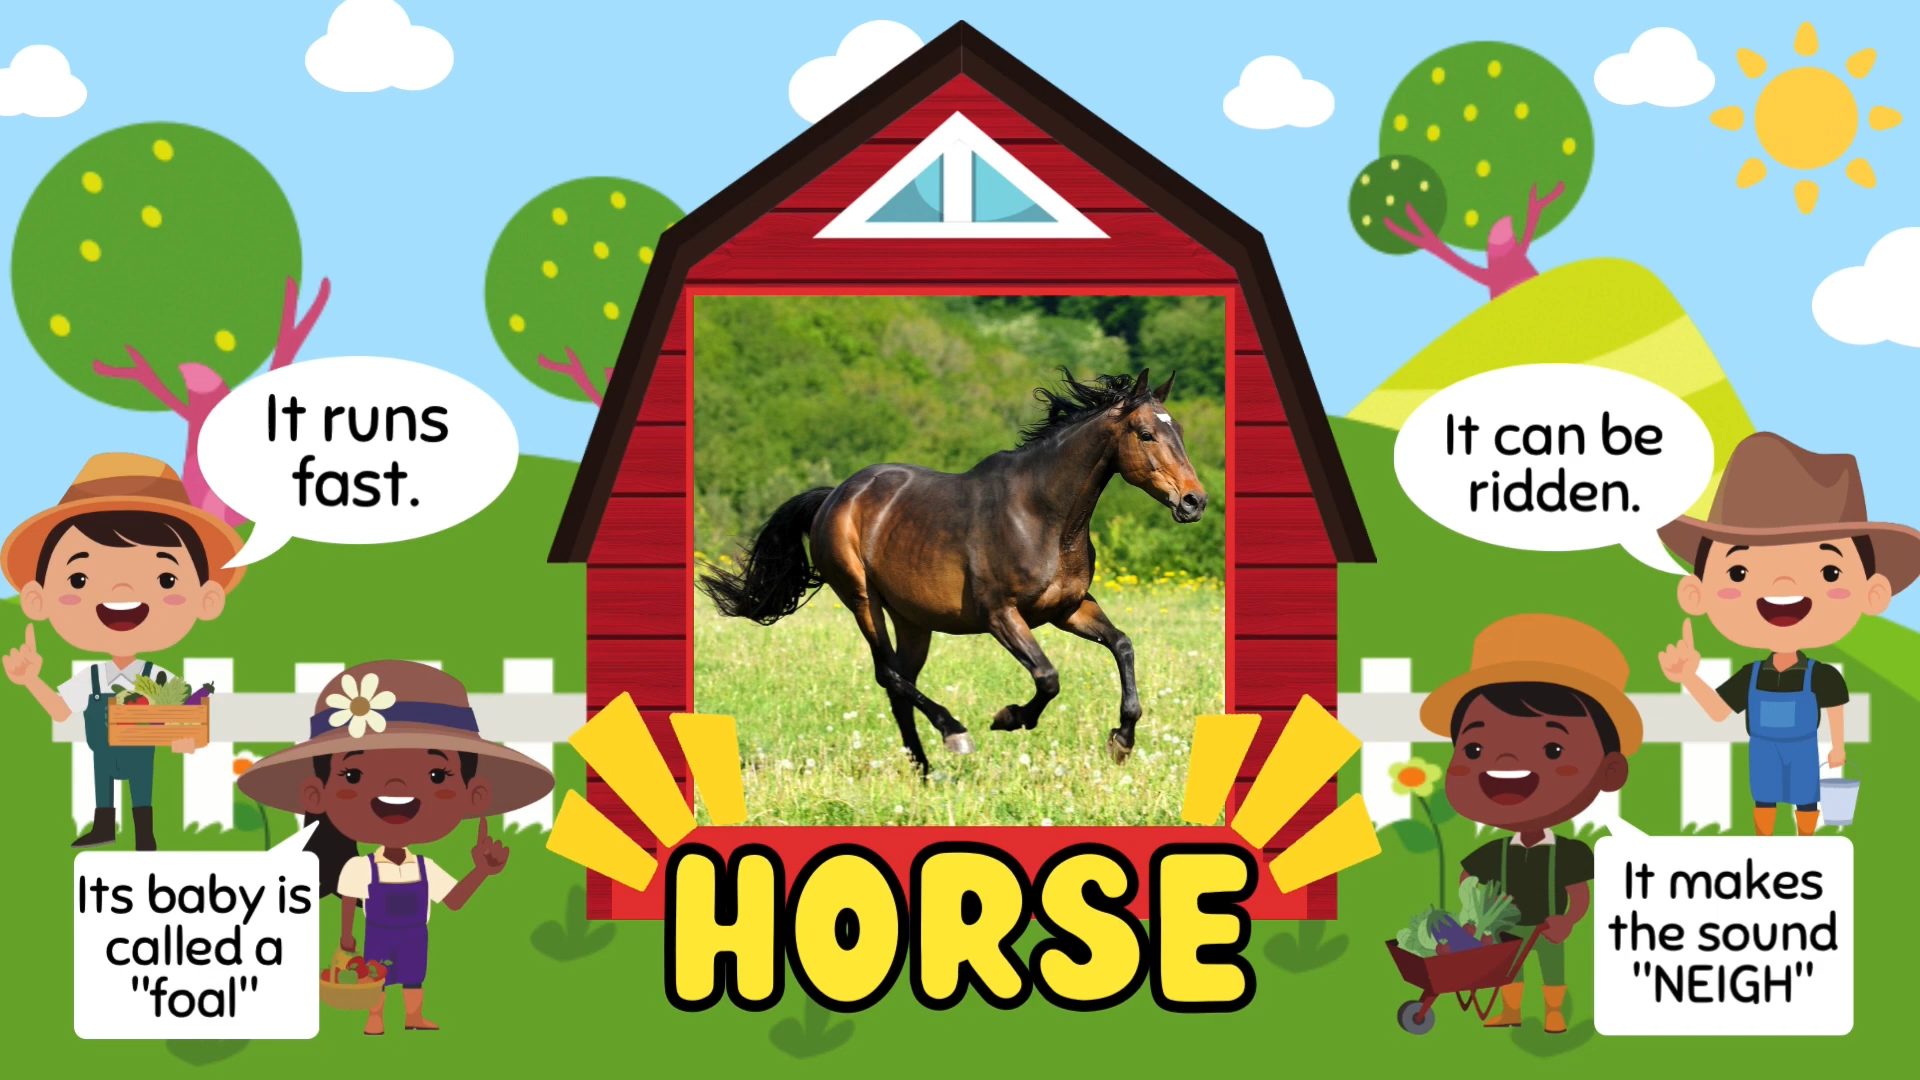 It runs
fast.
It can be
ridden.
Its baby is
called a
"foal"
It makes
the sound
"NEIGH"
HORSE